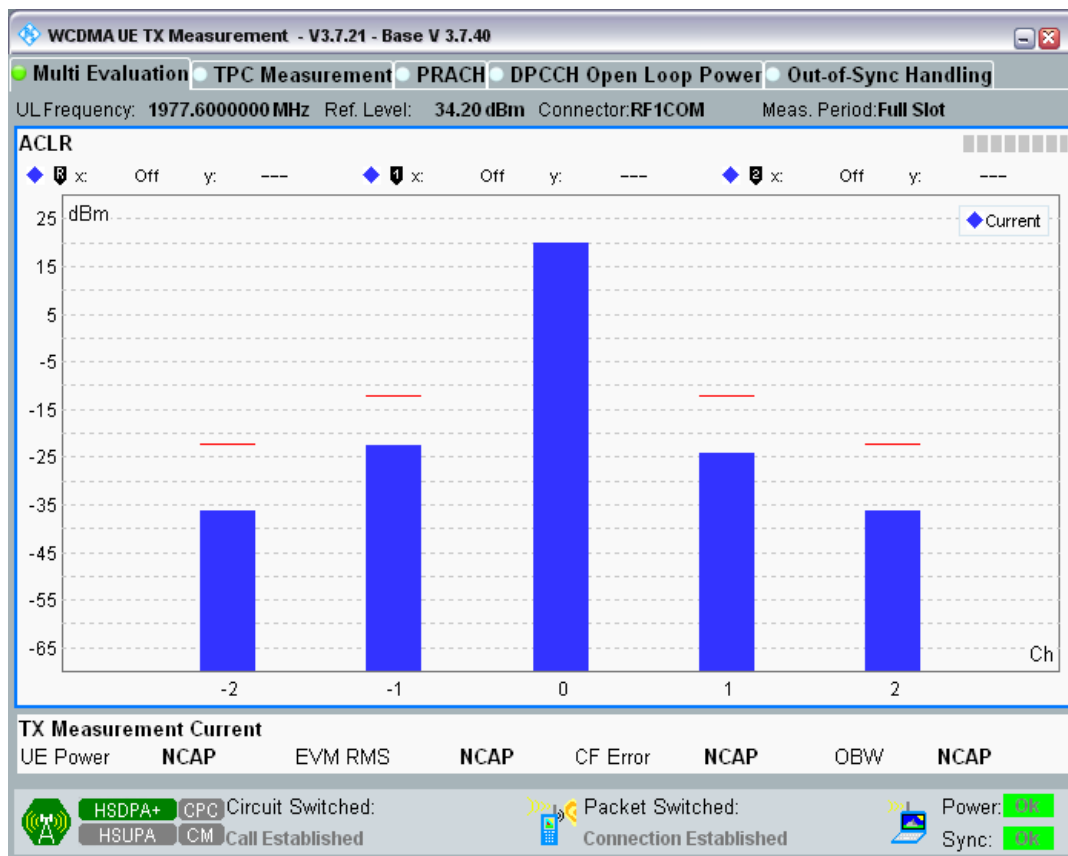 WCDMA UE TX Measurement - V3.7.21 - Base V 3.7.40
Multi Evaluation TPC Measurement PRACH DPCCH Open Loop Power Out-of-Sync Handling
UL Frequency: 1977.6000000 MHz Ref. Level: 34.20 dBm Connector:RF1COM Meas. Period:Full Slot
ACLR
R x: Off y: --- 1 x: Off y: --- 2 x: Off y: ---
dBm
Current
25
15
5
-5
-15
-25
-35
-45
-55
-65
Ch
-2 -1 0 1 2
TX Measurement Current
UE Power NCAP EVM RMS NCAP CF Error NCAP OBW NCAP
HSDPA+ CPC Circuit Switched: Packet Switched: Power: OK
HSUPA CM Call Established Connection Established Sync: OK